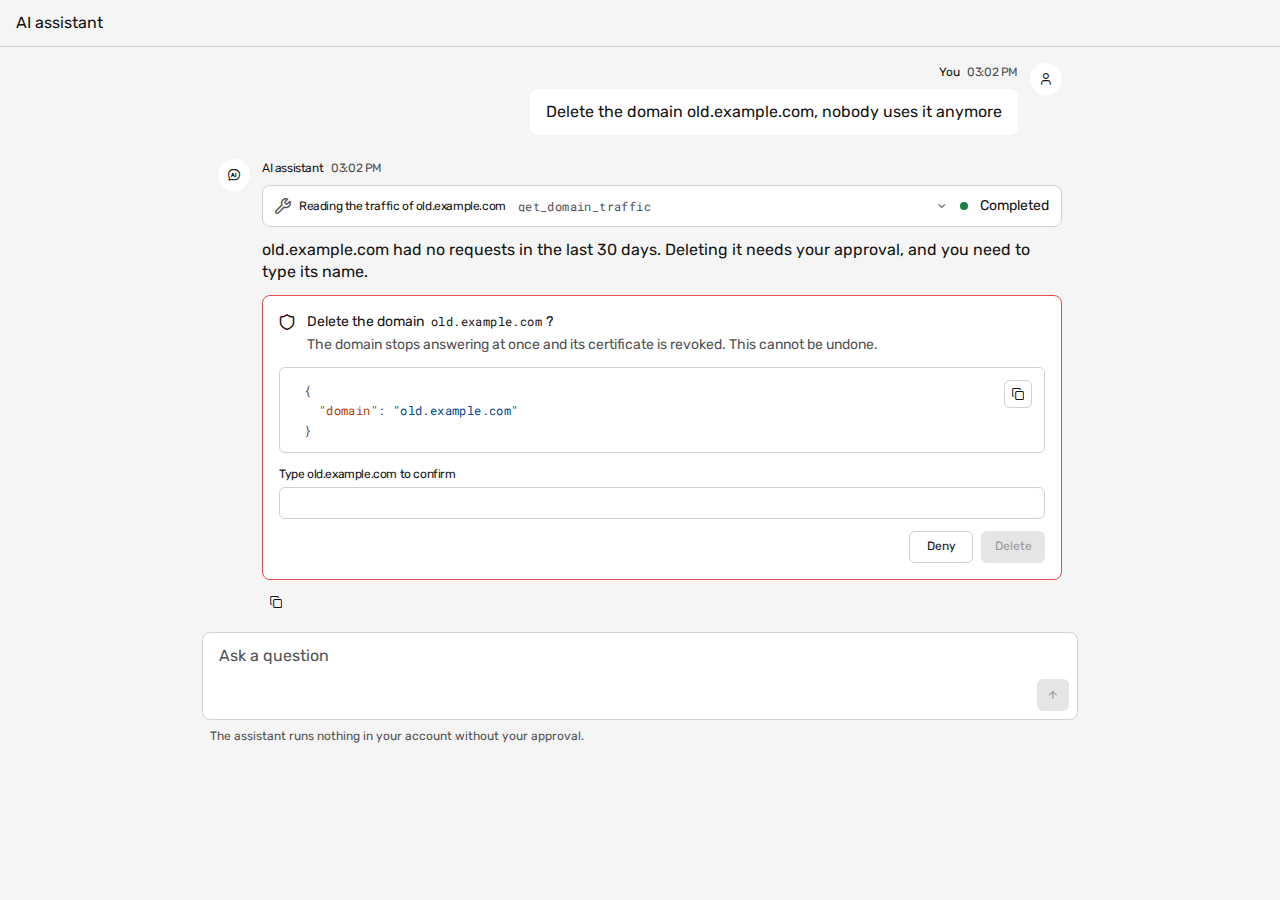 AI assistant
You 03:02 PM
Delete the domain old.example.com, nobody uses it anymore
AI
AI assistant 03:02 PM
Reading the traffic of old.example.com get_domain_traffic Completed
old.example.com had no requests in the last 30 days. Deleting it needs your approval, and you need to
type its name.
Delete the domain old.example.com?
The domain stops answering at once and its certificate is revoked. This cannot be undone.
{
"domain": "old.example.com"
}
Type old.example.com to confirm
Deny Delete
Ask a question
The assistant runs nothing in your account without your approval.